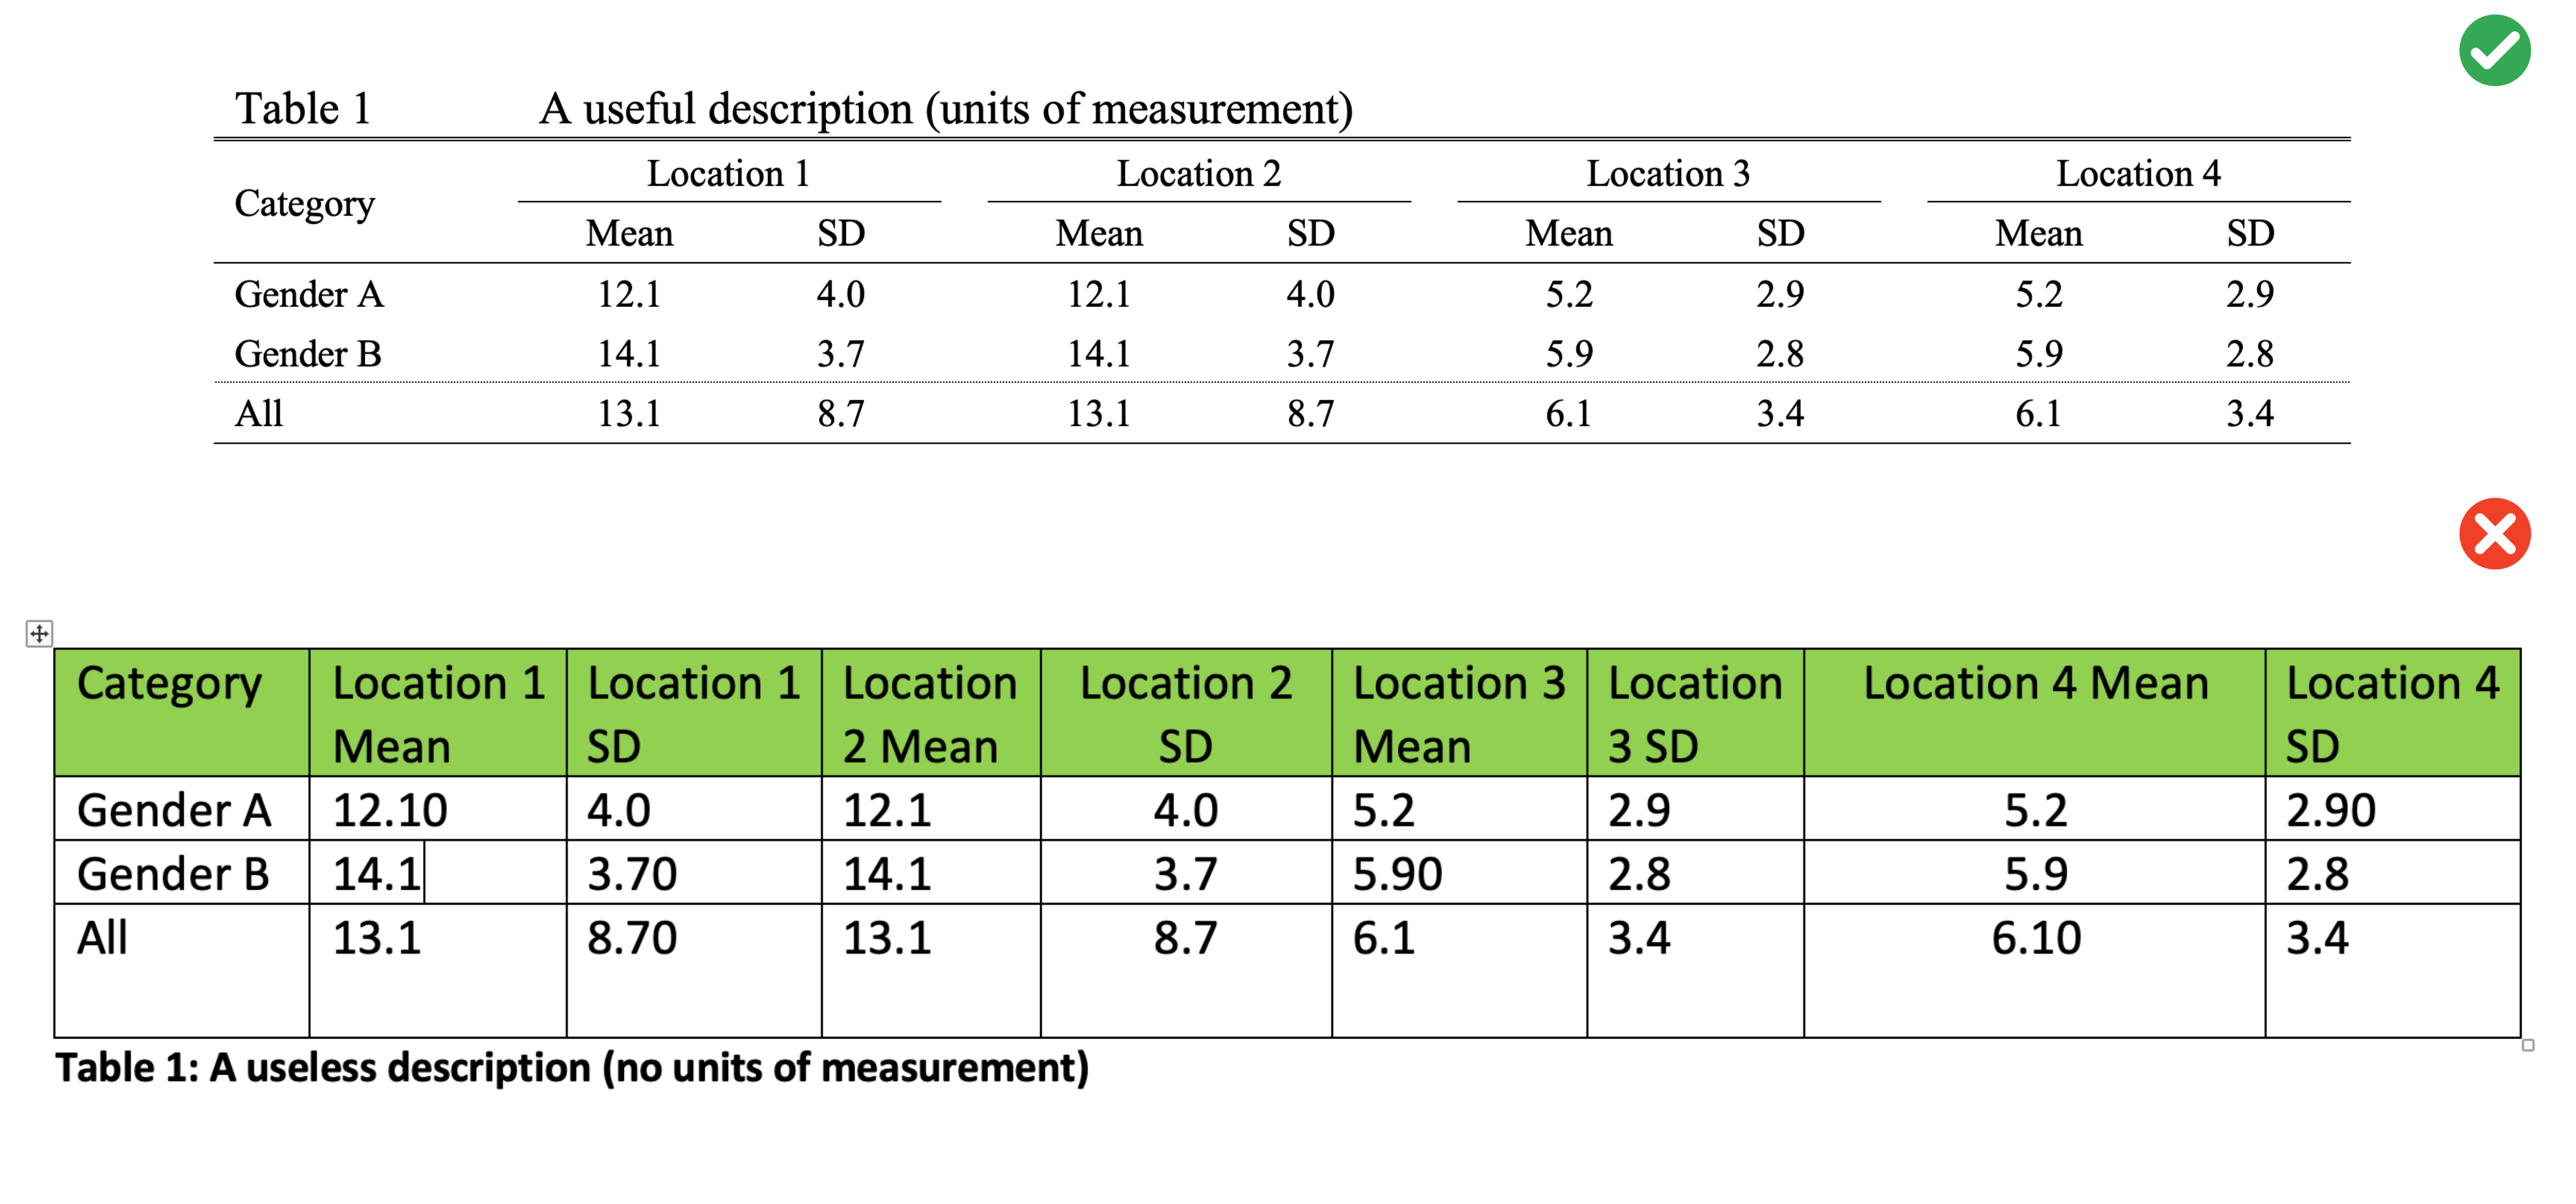 Table 1 A useful description (units of measurement)
Category Location 1 Location 2 Location 3 Location 4
Mean SD Mean SD Mean SD Mean SD
Gender A 12.1 4.0 12.1 4.0 5.2 2.9 5.2 2.9
Gender B 14.1 3.7 14.1 3.7 5.9 2.8 5.9 2.8
All 13.1 8.7 13.1 8.7 6.1 3.4 6.1 3.4
Category Location 1 Location 1 Location Location 2 Location 3 Location Location 4 Mean Location 4
Mean SD 2 Mean SD Mean 3 SD SD
Gender A 12.10 4.0 12.1 4.0 5.2 2.9 5.2 2.90
Gender B 14.1 3.70 14.1 3.7 5.90 2.8 5.9 2.8
All 13.1 8.70 13.1 8.7 6.1 3.4 6.10 3.4
Table 1: A useless description (no units of measurement)